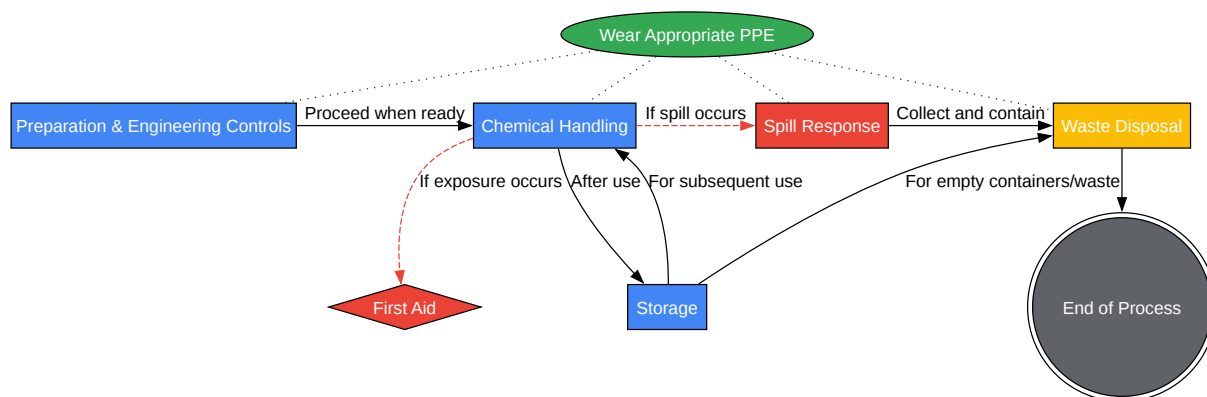 Wear Appropriate PPE
Preparation & Engineering Controls
Proceed when ready
Chemical Handling
If spill occurs
Spill Response
Collect and contain
Waste Disposal
If exposure occurs
After use
For subsequent use
For empty containers/waste
First Aid
Storage
End of Process